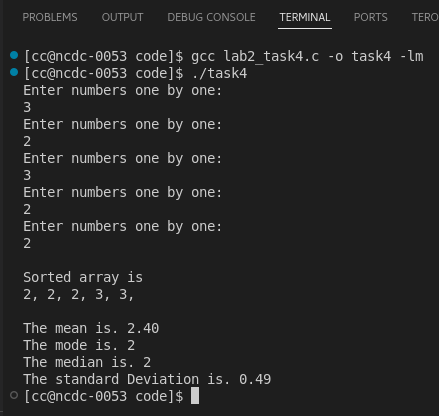 PROBLEMS OUTPUT DEBUG CONSOLE TERMINAL PORTS TERO
[cc@ncdc-0053 code]$ gcc lab2_task4.c -o task4 -lm
[cc@ncdc-0053 code]$ ./task4
Enter numbers one by one:
3
Enter numbers one by one:
2
Enter numbers one by one:
3
Enter numbers one by one:
2
Enter numbers one by one:
2
Sorted array is
2, 2, 2, 3, 3,
The mean is. 2.40
The mode is. 2
The median is. 2
The standard Deviation is. 0.49
[cc@ncdc-0053 code]$